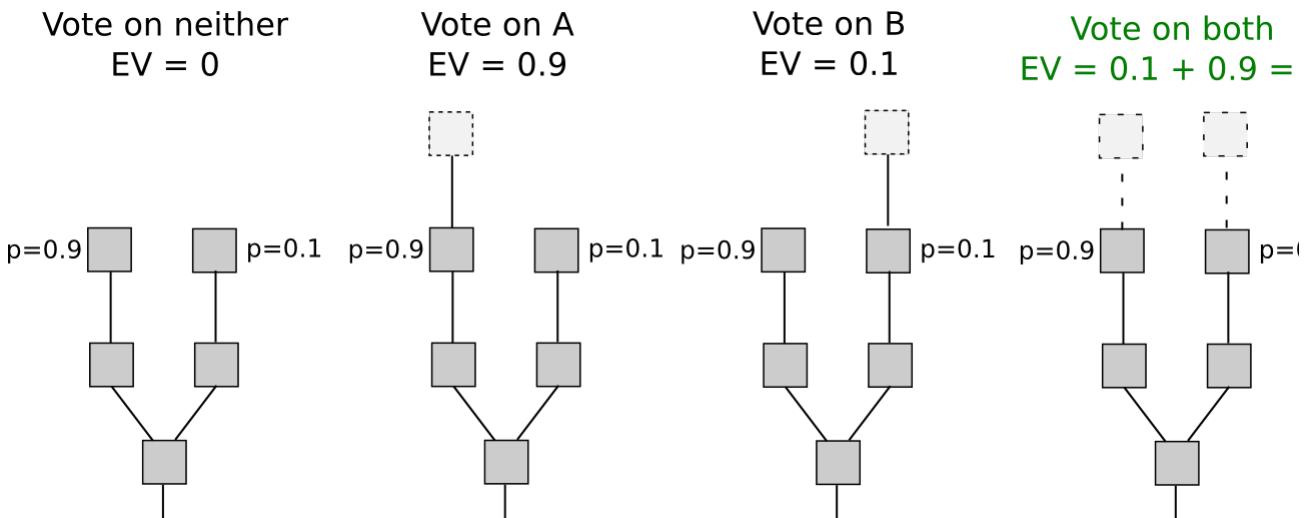 Vote on neither
EV = 0
Vote on A
EV = 0.9
Vote on B
EV = 0.1
Vote on both
EV = 0.1 + 0.9 =
p=0.9
p=0.1
p=0.9
p=0.1
p=0.9
p=0.1
p=0.9